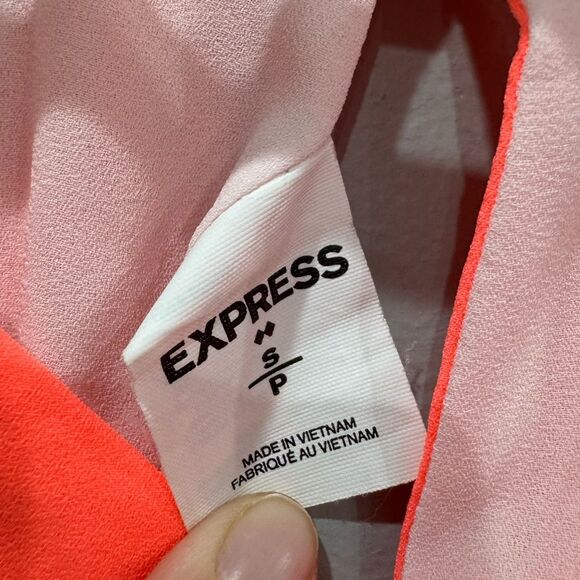 EXPRESS
S
P
MADE IN VIETNAM
FABRIQUÉ AU VIETNAM